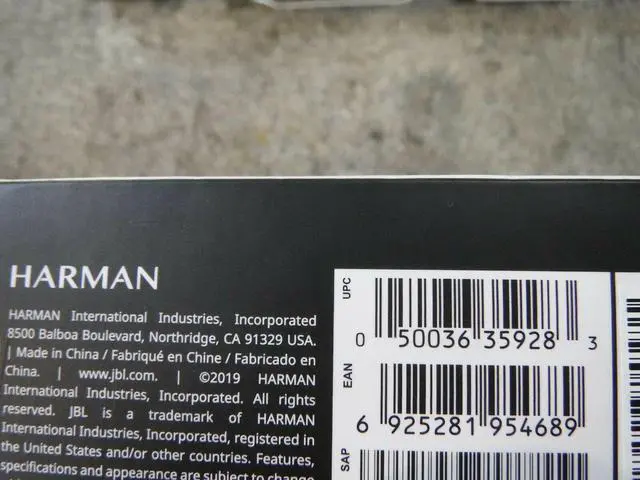 HARMAN
HARMAN International Industries, Incorporated
8500 Balboa Boulevard, Northridge, CA 91329 USA.
| Made in China / Fabriqué en Chine / Fabricado en
China. | www.jbl.com. | ©2019 HARMAN
International Industries, Incorporated. All rights
reserved. JBL is a trademark of HARMAN
International Industries, Incorporated, registered in
the United States and/or other countries. Features,
specifications and appearance are subject to change
UPC
0 50036 35928 3
EAN
6 925281 954689
SAP